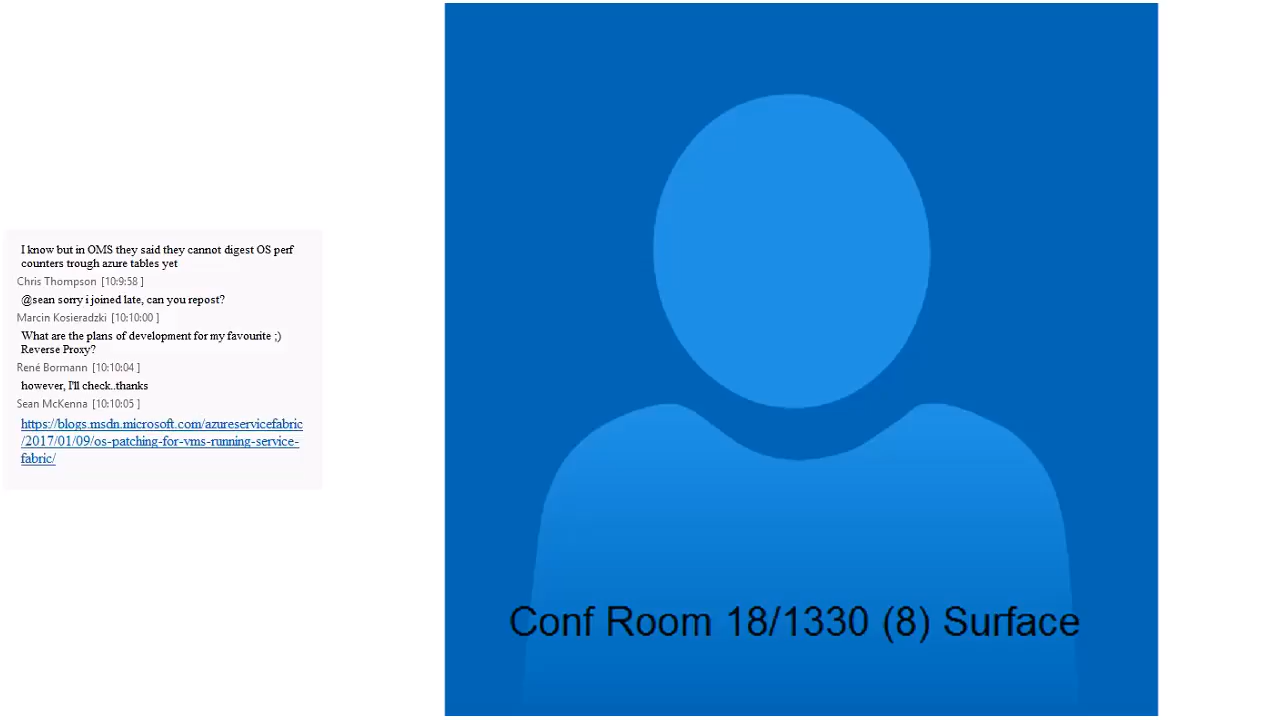 I know but in OMS they said they cannot digest OS perf
counters trough azure tables yet
Chris Thompson [10:9:58 ]
@sean sorry i joined late, can you repost?
Marcin Kosieradzki [10:10:00 ]
What are the plans of development for my favourite ;)
Reverse Proxy?
René Bormann [10:10:04 ]
however, I'll check..thanks
Sean McKenna [10:10:05 ]
https://blogs.msdn.microsoft.com/azureservicefabric
/2017/01/09/os-patching-for-vms-running-service-
fabric/
Conf Room 18/1330 (8) Surface